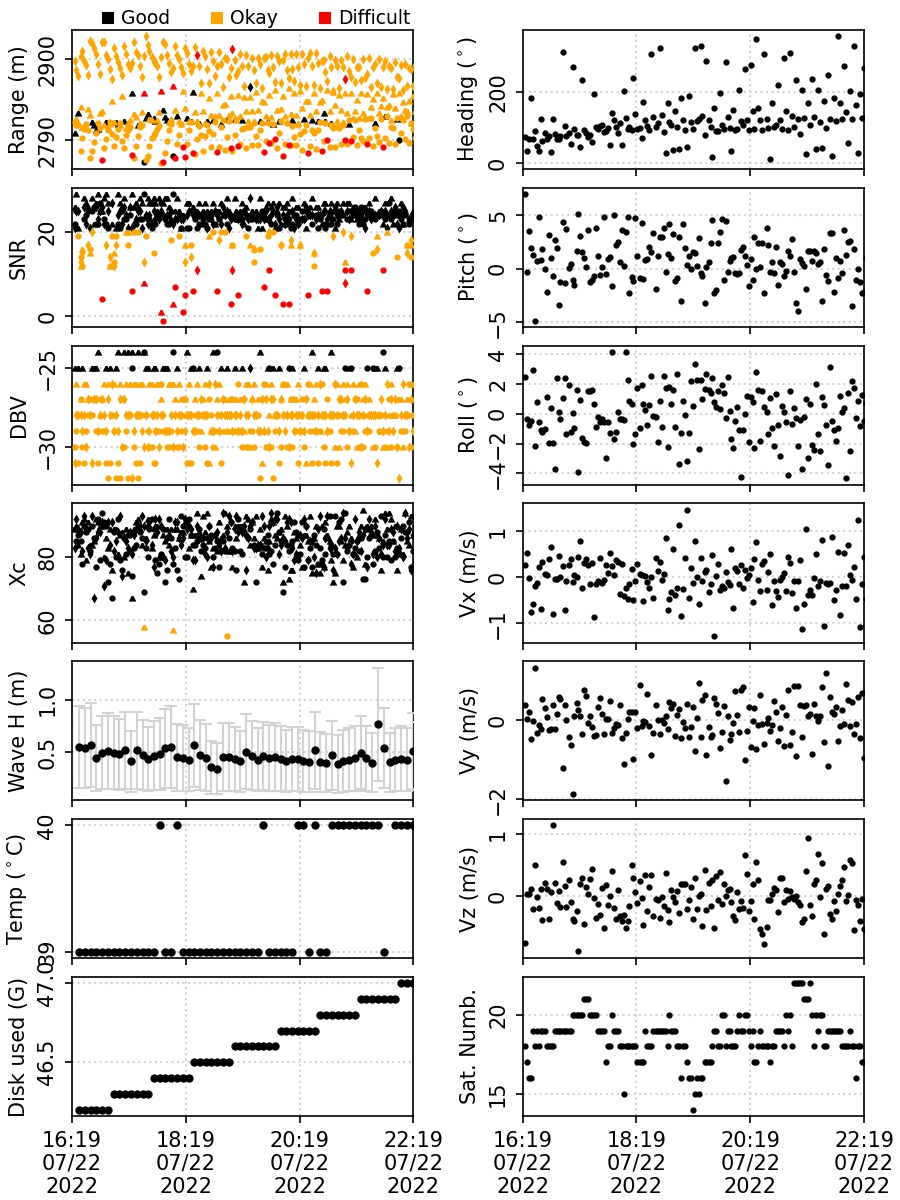 Good Okay Difficult
Range (m) 2900 2790
Heading (°) 200 0
SNR 20 0
Pitch (°) 5 0 −5
DBV −25 −30
Roll (°) 4 2 0 −2 −4
Xc 80 60
Vx (m/s) 1 0 −1
Wave H (m) 1.0 0.5
Vy (m/s) 0 −2
Temp (°C) 40 39
Vz (m/s) 1 0
Disk used (G) 47.0 46.5
Sat. Numb. 20 15
16:19 18:19 20:19 22:19 16:19 18:19 20:19 22:19
07/22 07/22 07/22 07/22 07/22 07/22 07/22 07/22
2022 2022 2022 2022 2022 2022 2022 2022